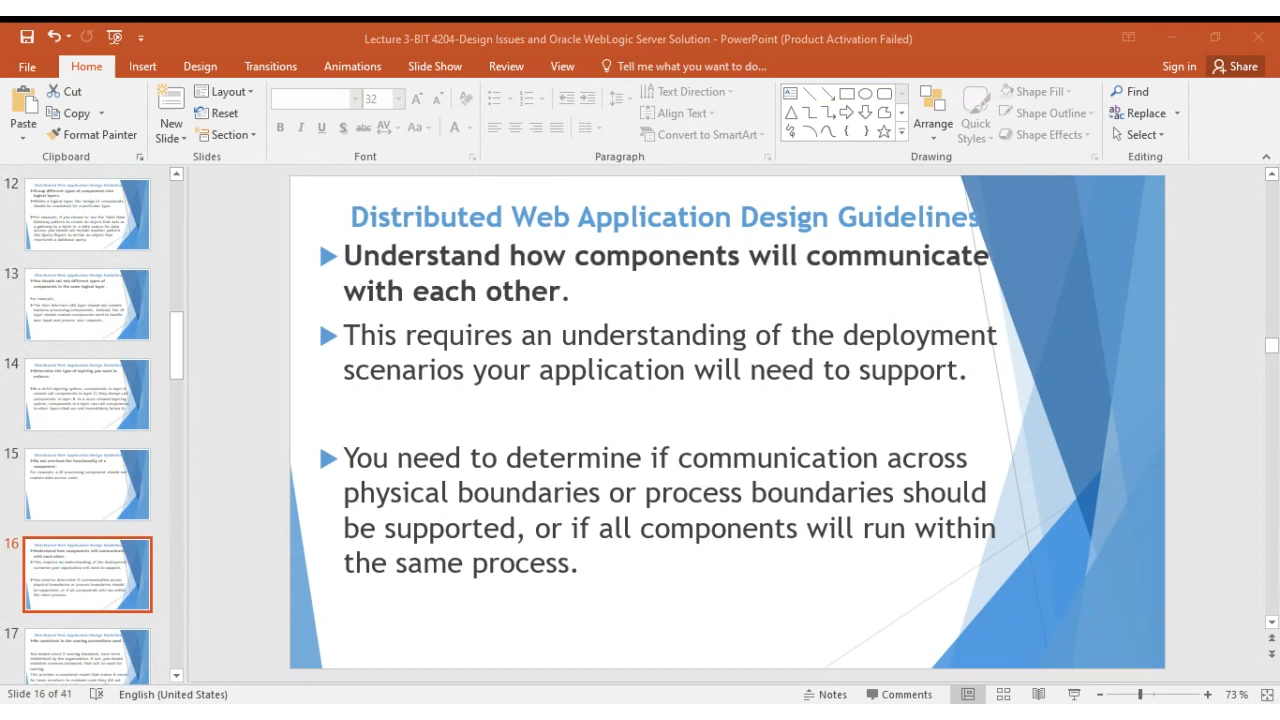 Lecture 3-BIT 4204-Design Issues and Oracle WebLogic Server Solution - PowerPoint (Product Activation Failed)
File Home Insert Design Transitions Animations Slide Show Review View Tell me what you want to do... Sign in Share
Cut
Copy
Format Painter
Paste
Clipboard
New Slide
Layout
Reset
Section
Slides
32
B I U S abc AV Aa A
Font
Text Direction
Align Text
Convert to SmartArt
Paragraph
Arrange
Quick Styles
Shape Fill
Shape Outline
Shape Effects
Drawing
Find
Replace
Select
Editing
12
13
14
15
16
17
Distributed Web Application Design Guidelines
Understand how components will communicate
with each other.
This requires an understanding of the deployment
scenarios your application will need to support.
You need to determine if communication across
physical boundaries or process boundaries should
be supported, or if all components will run within
the same process.
Slide 16 of 41 English (United States) Notes Comments 73 %